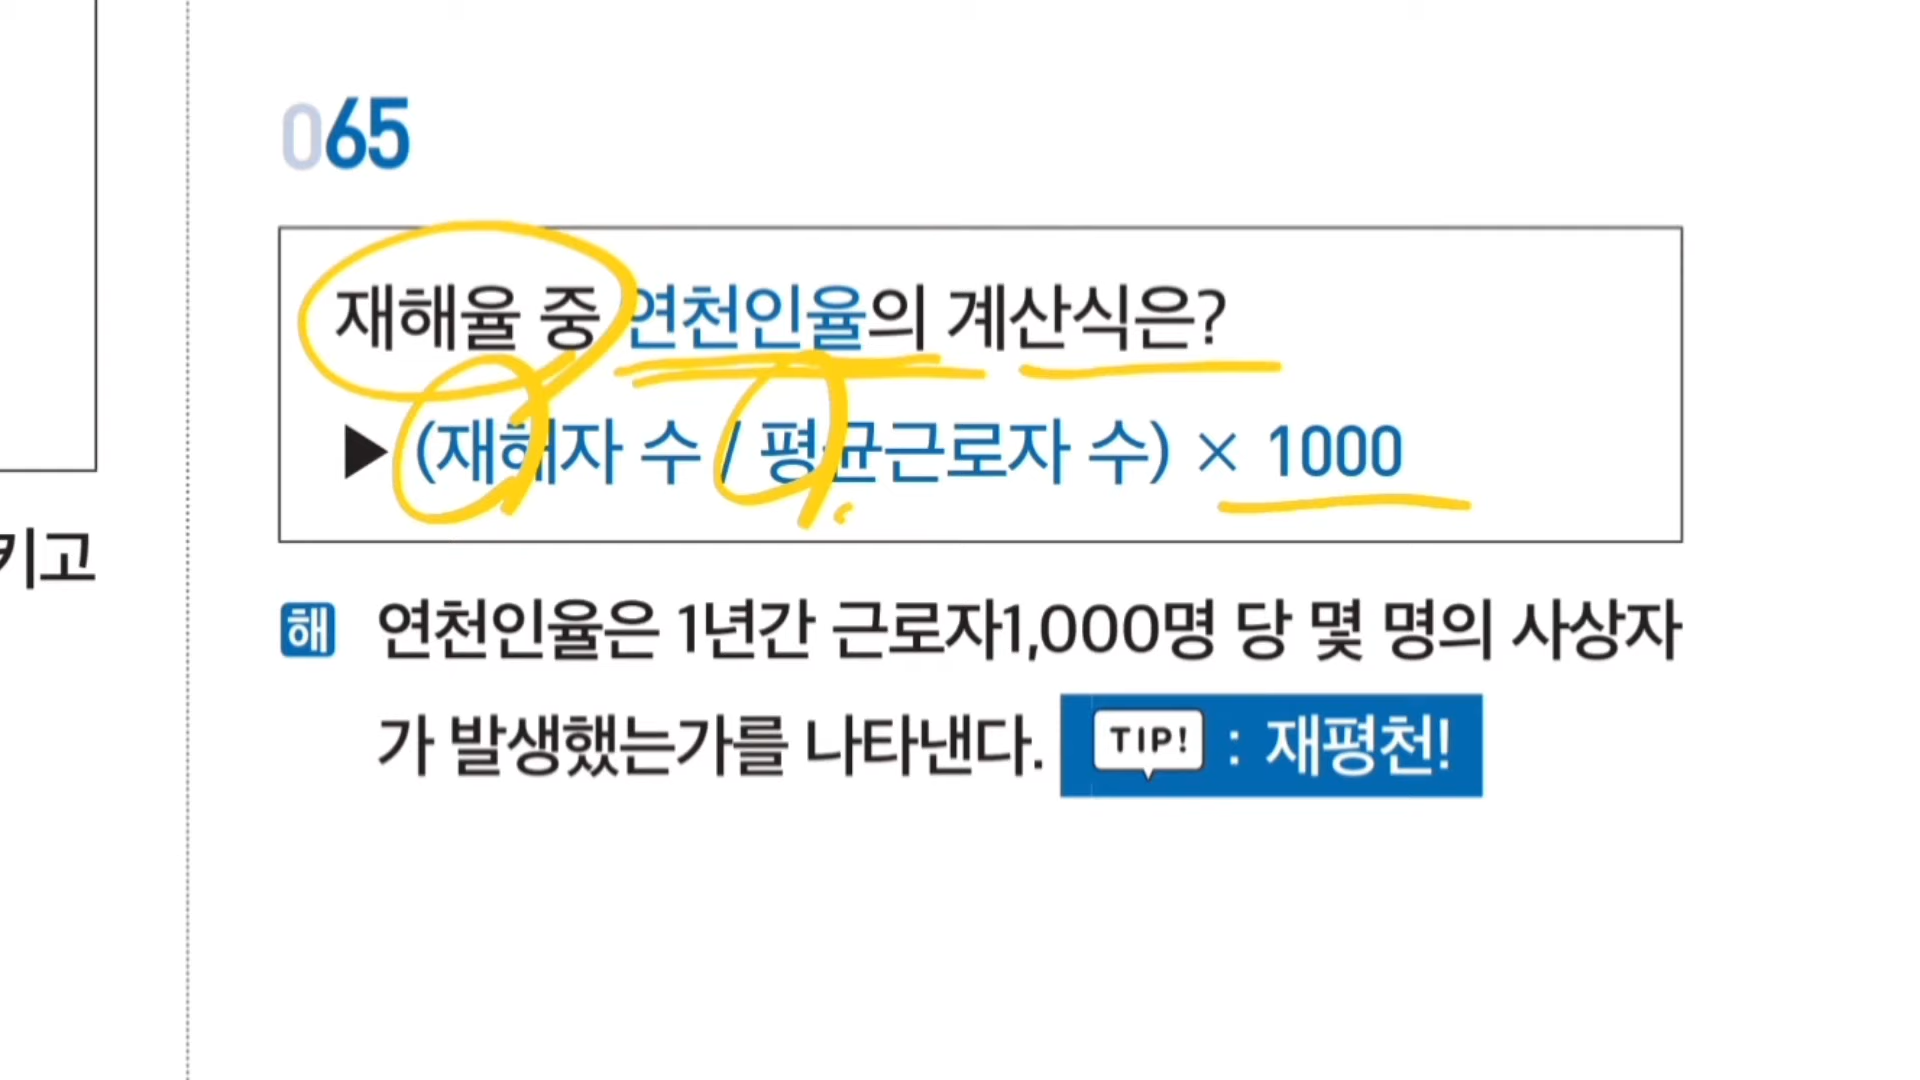 065
재해율 중 연천인율의 계산식은?
▶ (재해자 수 / 평균근로자 수) × 1000
키고
해 연천인율은 1년간 근로자1,000명 당 몇 명의 사상자
가 발생했는가를 나타낸다. TIP! : 재평천!